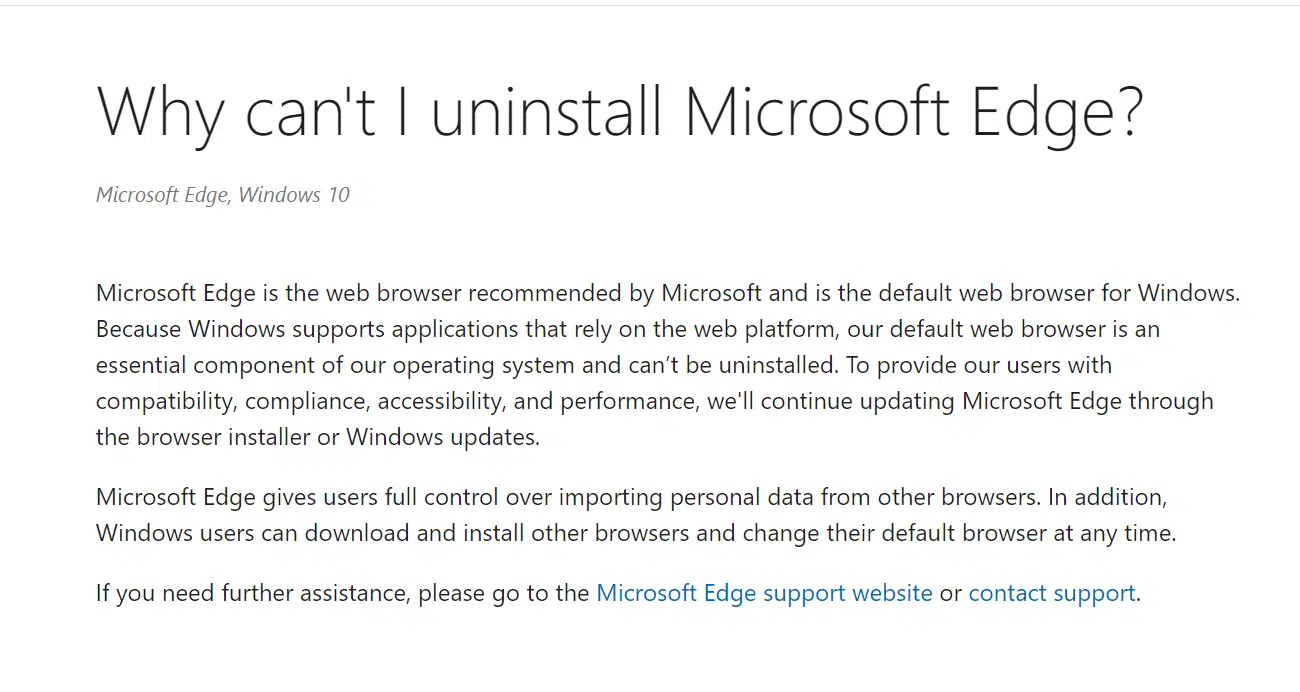 Why can't I uninstall Microsoft Edge?
Microsoft Edge, Windows 10
Microsoft Edge is the web browser recommended by Microsoft and is the default web browser for Windows.
Because Windows supports applications that rely on the web platform, our default web browser is an
essential component of our operating system and can’t be uninstalled. To provide our users with
compatibility, compliance, accessibility, and performance, we'll continue updating Microsoft Edge through
the browser installer or Windows updates.
Microsoft Edge gives users full control over importing personal data from other browsers. In addition,
Windows users can download and install other browsers and change their default browser at any time.
If you need further assistance, please go to the Microsoft Edge support website or contact support.